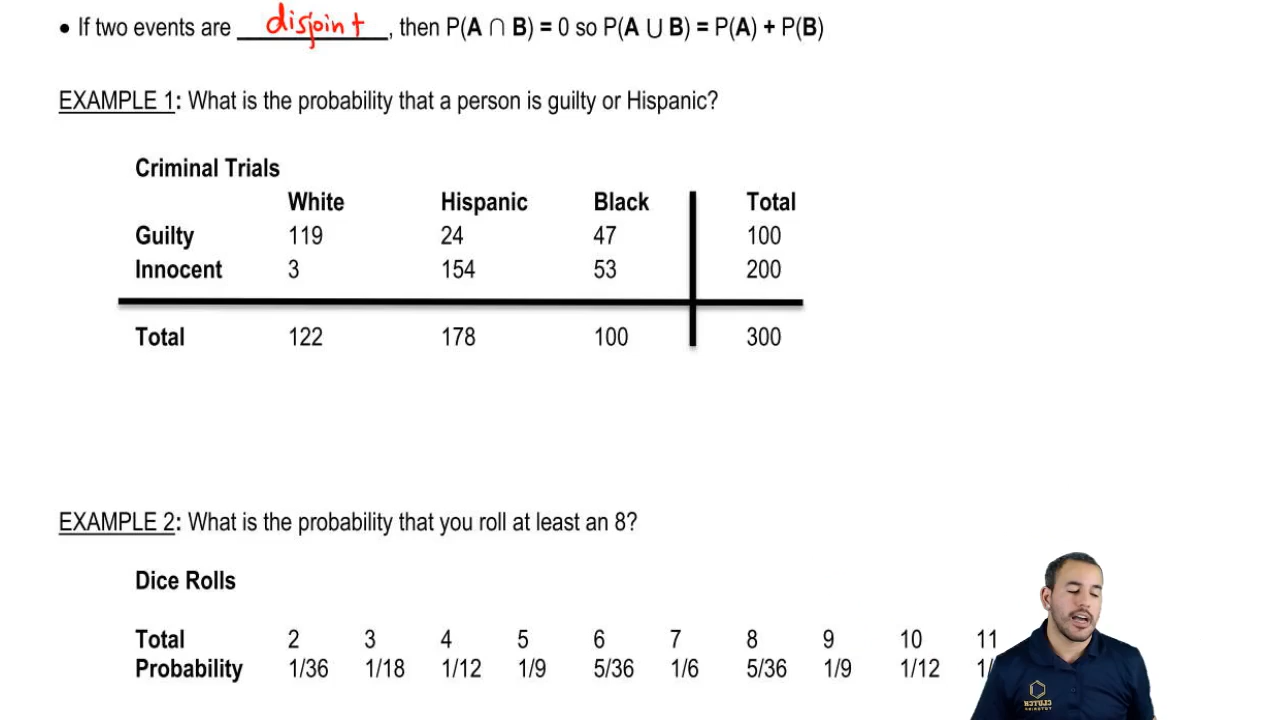 • If two events are disjoint, then P(A ∩ B) = 0 so P(A ∪ B) = P(A) + P(B)
EXAMPLE 1: What is the probability that a person is guilty or Hispanic?
Criminal Trials
White Hispanic Black Total
Guilty 119 24 47 100
Innocent 3 154 53 200
Total 122 178 100 300
EXAMPLE 2: What is the probability that you roll at least an 8?
Dice Rolls
Total 2 3 4 5 6 7 8 9 10 11
Probability 1/36 1/18 1/12 1/9 5/36 1/6 5/36 1/9 1/12 1/